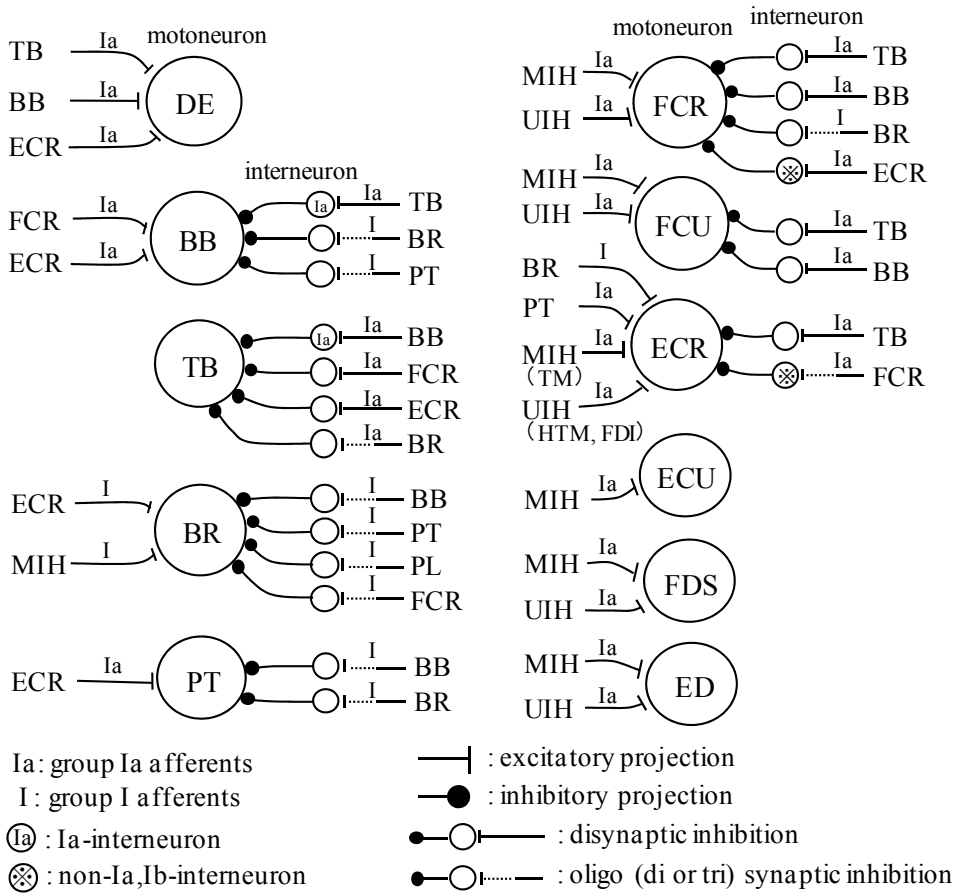 motoneuron
TB Ia
BB Ia DE
ECR Ia
interneuron
FCR Ia
ECR Ia
BB
Ia Ia TB
I BR
I PT
TB
Ia Ia BB
Ia FCR
Ia ECR
Ia BR
ECR I
MIH I
BR
I BB
I PT
I PL
I FCR
ECR Ia PT
I BB
I BR
motoneuron interneuron
MIH Ia
UIH Ia
FCR
Ia TB
Ia BB
I BR
※ Ia ECR
MIH Ia
UIH Ia
FCU
Ia TB
Ia BB
BR I
PT Ia
MIH Ia
(TM)
UIH Ia
(HTM, FDI)
ECR
Ia TB
※ Ia FCR
MIH Ia ECU
MIH Ia
UIH Ia
FDS
MIH Ia
UIH Ia
ED
Ia: group Ia afferents
I : group I afferents
Ia : Ia-interneuron
※ : non-Ia,Ib-interneuron
: excitatory projection
: inhibitory projection
: disynaptic inhibition
: oligo (di or tri) synaptic inhibition